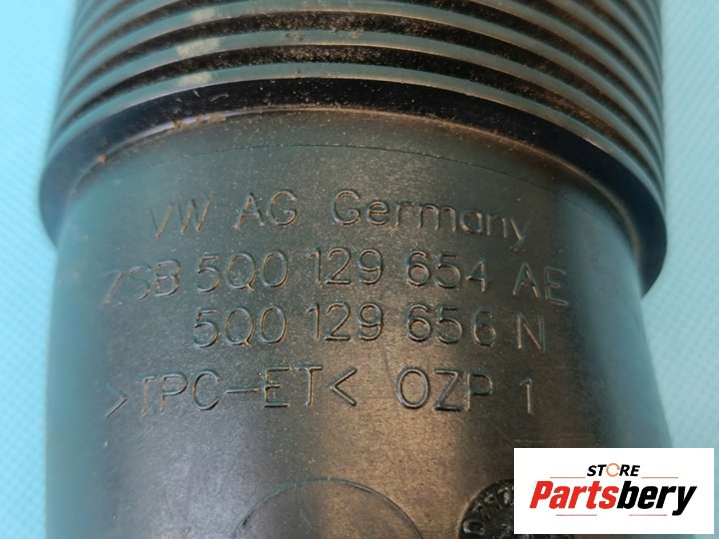 VW AG Germany
ZSB 5Q0 129 654 AE
5Q0 129 656 N
>TPC-ET< OZP 1
STORE
Partsbery